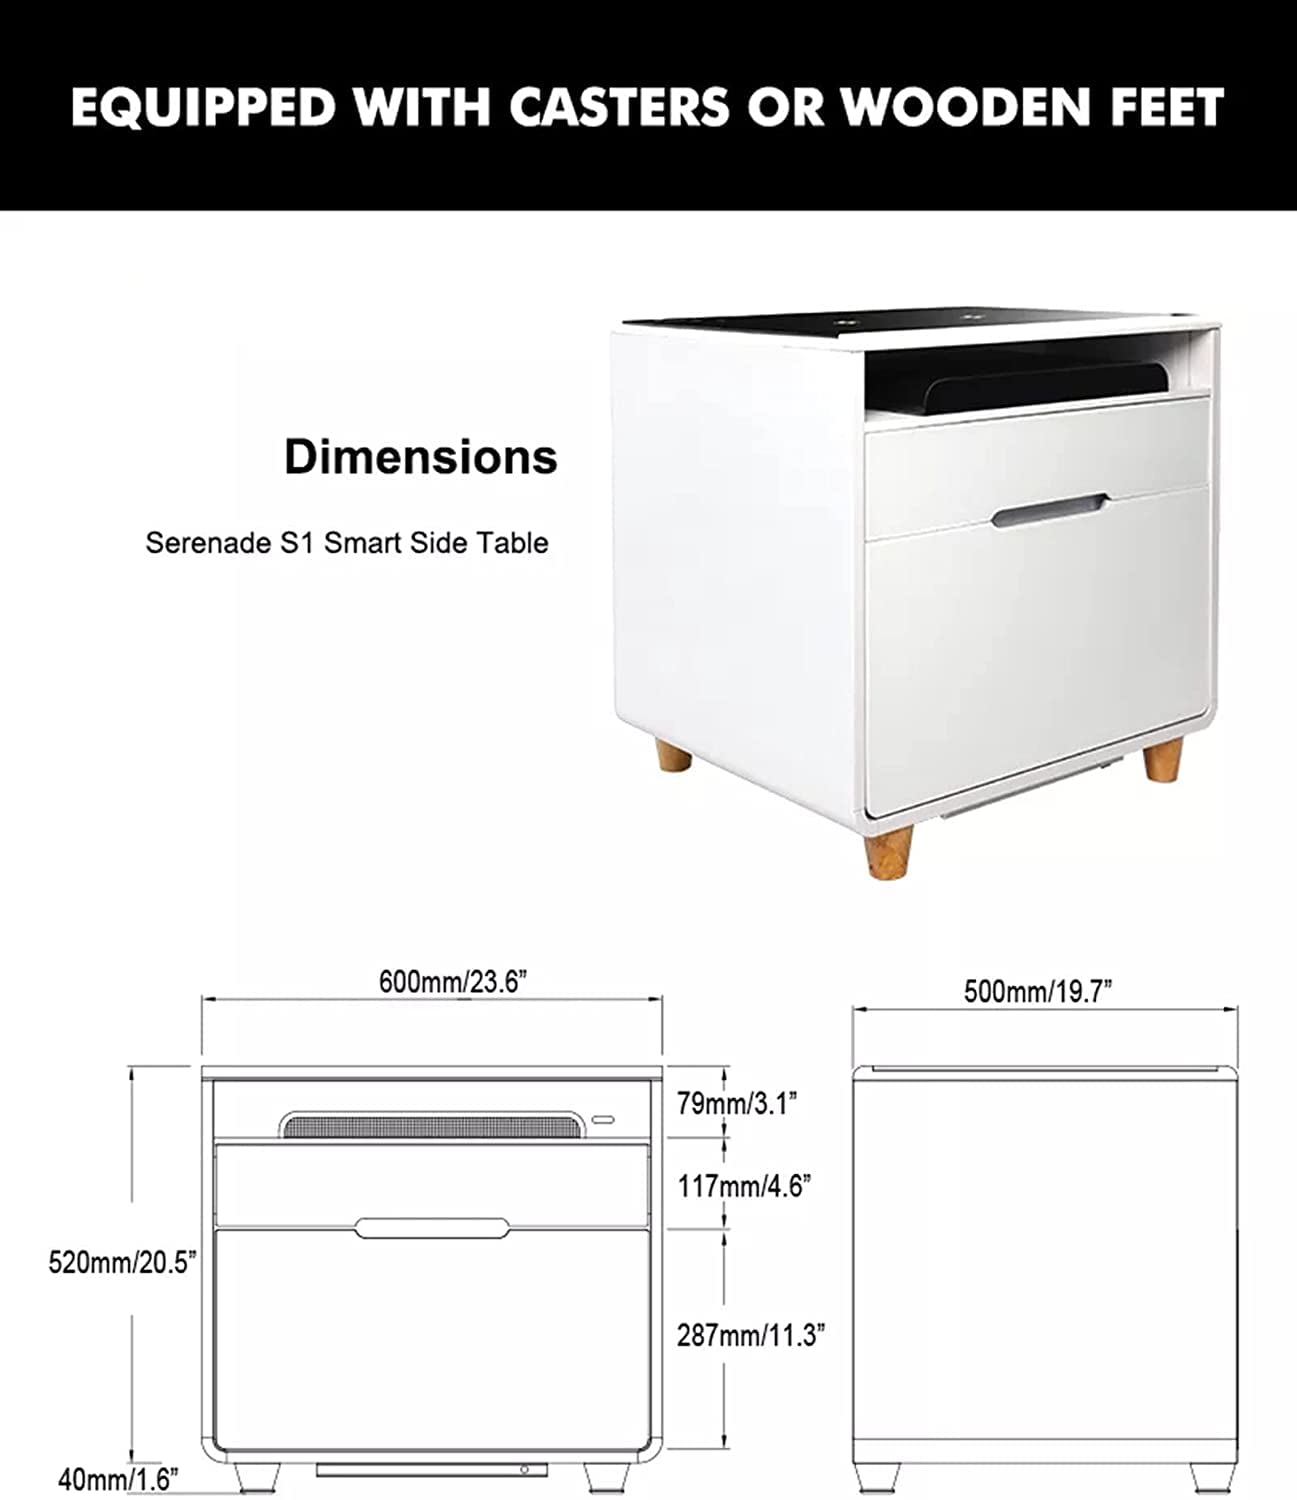 EQUIPPED WITH CASTERS OR WOODEN FEET
Dimensions
Serenade S1 Smart Side Table
600mm/23.6”
500mm/19.7”
79mm/3.1”
117mm/4.6”
520mm/20.5”
287mm/11.3”
40mm/1.6”